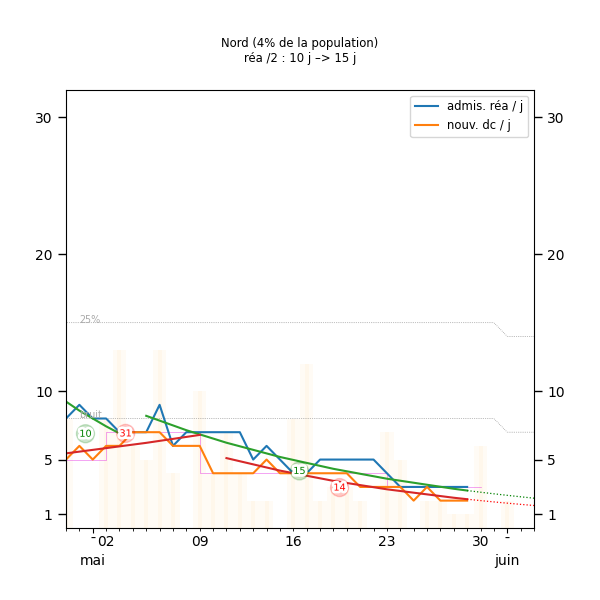 Nord (4% de la population)
réa /2 : 10 j –> 15 j
admis. réa / j
nouv. dc / j
30 30
20 20
25%
10 10
bruit
10 31
5 5
15
14
1 1
02 09 16 23 30
mai juin